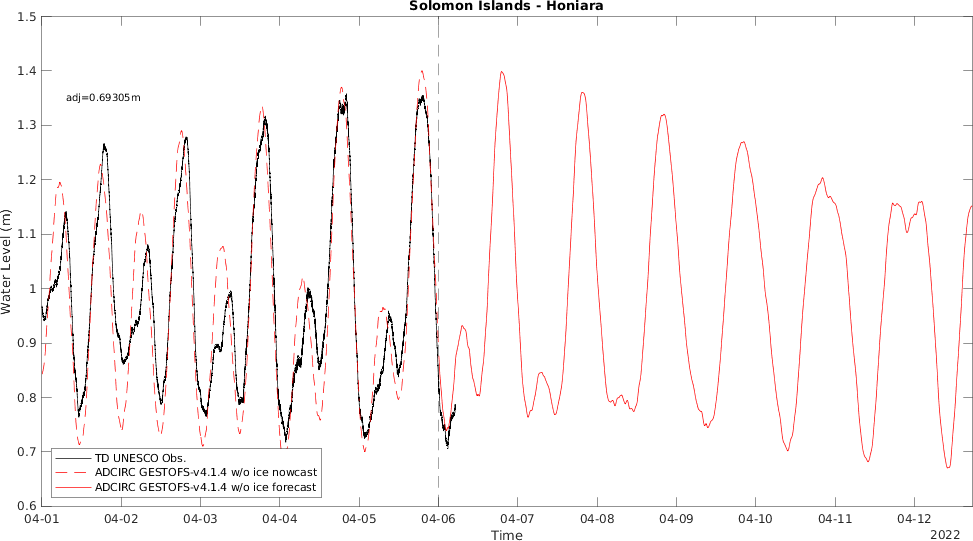 Solomon Islands - Honiara
1.5
1.4
1.3
1.2
1.1
1
0.9
0.8
0.7
0.6
Water Level (m)
adj=0.69305m
TD UNESCO Obs.
ADCIRC GESTOFS-v4.1.4 w/o ice nowcast
ADCIRC GESTOFS-v4.1.4 w/o ice forecast
04-01 04-02 04-03 04-04 04-05 04-06 04-07 04-08 04-09 04-10 04-11 04-12
Time
2022